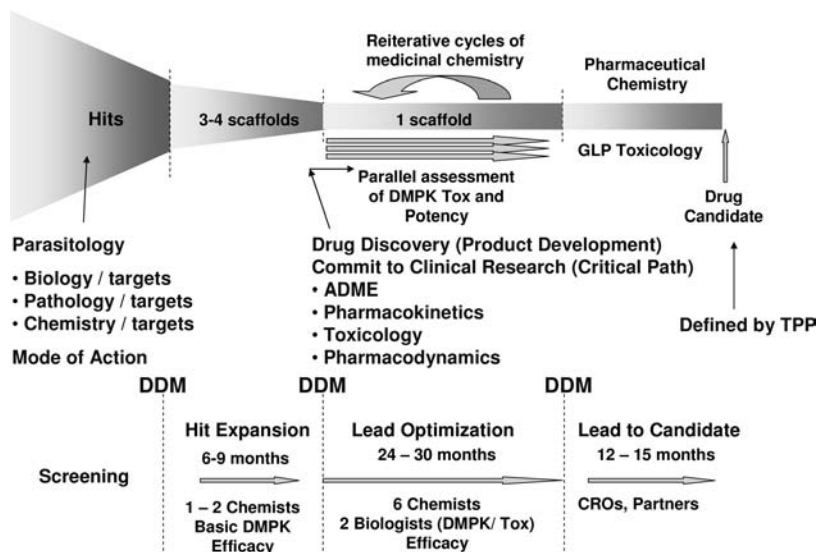 Reiterative cycles of
medicinal chemistry
Pharmaceutical
Chemistry
Hits
3-4 scaffolds
1 scaffold
GLP Toxicology
Parallel assessment
of DMPK Tox and
Potency
Drug
Candidate
Parasitology
• Biology / targets
• Pathology / targets
• Chemistry / targets
Mode of Action
Drug Discovery (Product Development)
Commit to Clinical Research (Critical Path)
• ADME
• Pharmacokinetics
• Toxicology
• Pharmacodynamics
Defined by TPP
DDM
DDM
DDM
Screening
Hit Expansion
6-9 months
1 – 2 Chemists
Basic DMPK
Efficacy
Lead Optimization
24 – 30 months
6 Chemists
2 Biologists (DMPK/ Tox)
Efficacy
Lead to Candidate
12 – 15 months
CROs, Partners